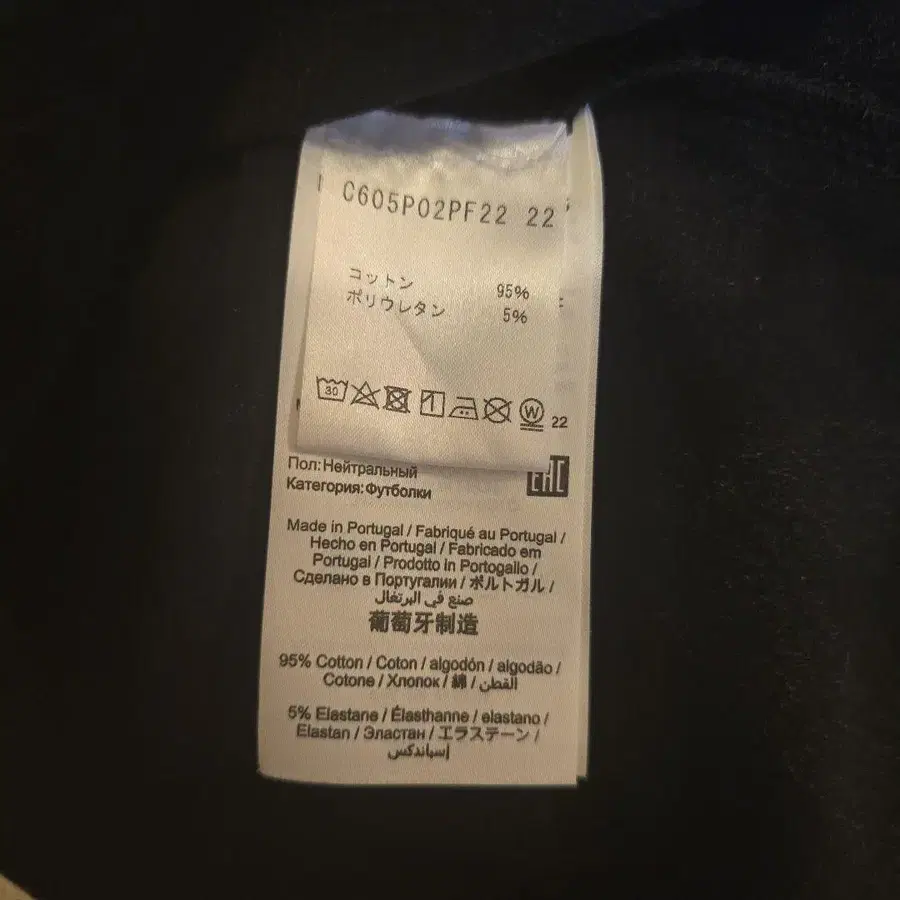 C605P02PF22 22
コットン 95%
ポリウレタン 5%
30
W
22
Пол: Нейтральный
Категория: Футболки
EAC
Made in Portugal / Fabriqué au Portugal /
Hecho en Portugal / Fabricado em
Portugal / Prodotto in Portogallo /
Сделано в Португалии / ポルトガル /
صنع في البرتغال
葡萄牙制造
95% Cotton / Coton / algodón / algodão /
Cotone / Хлопок / 綿 / القطن
5% Elastane / Élasthanne / elastano /
Elastan / Эластан / エラステーン /
إسباندكس